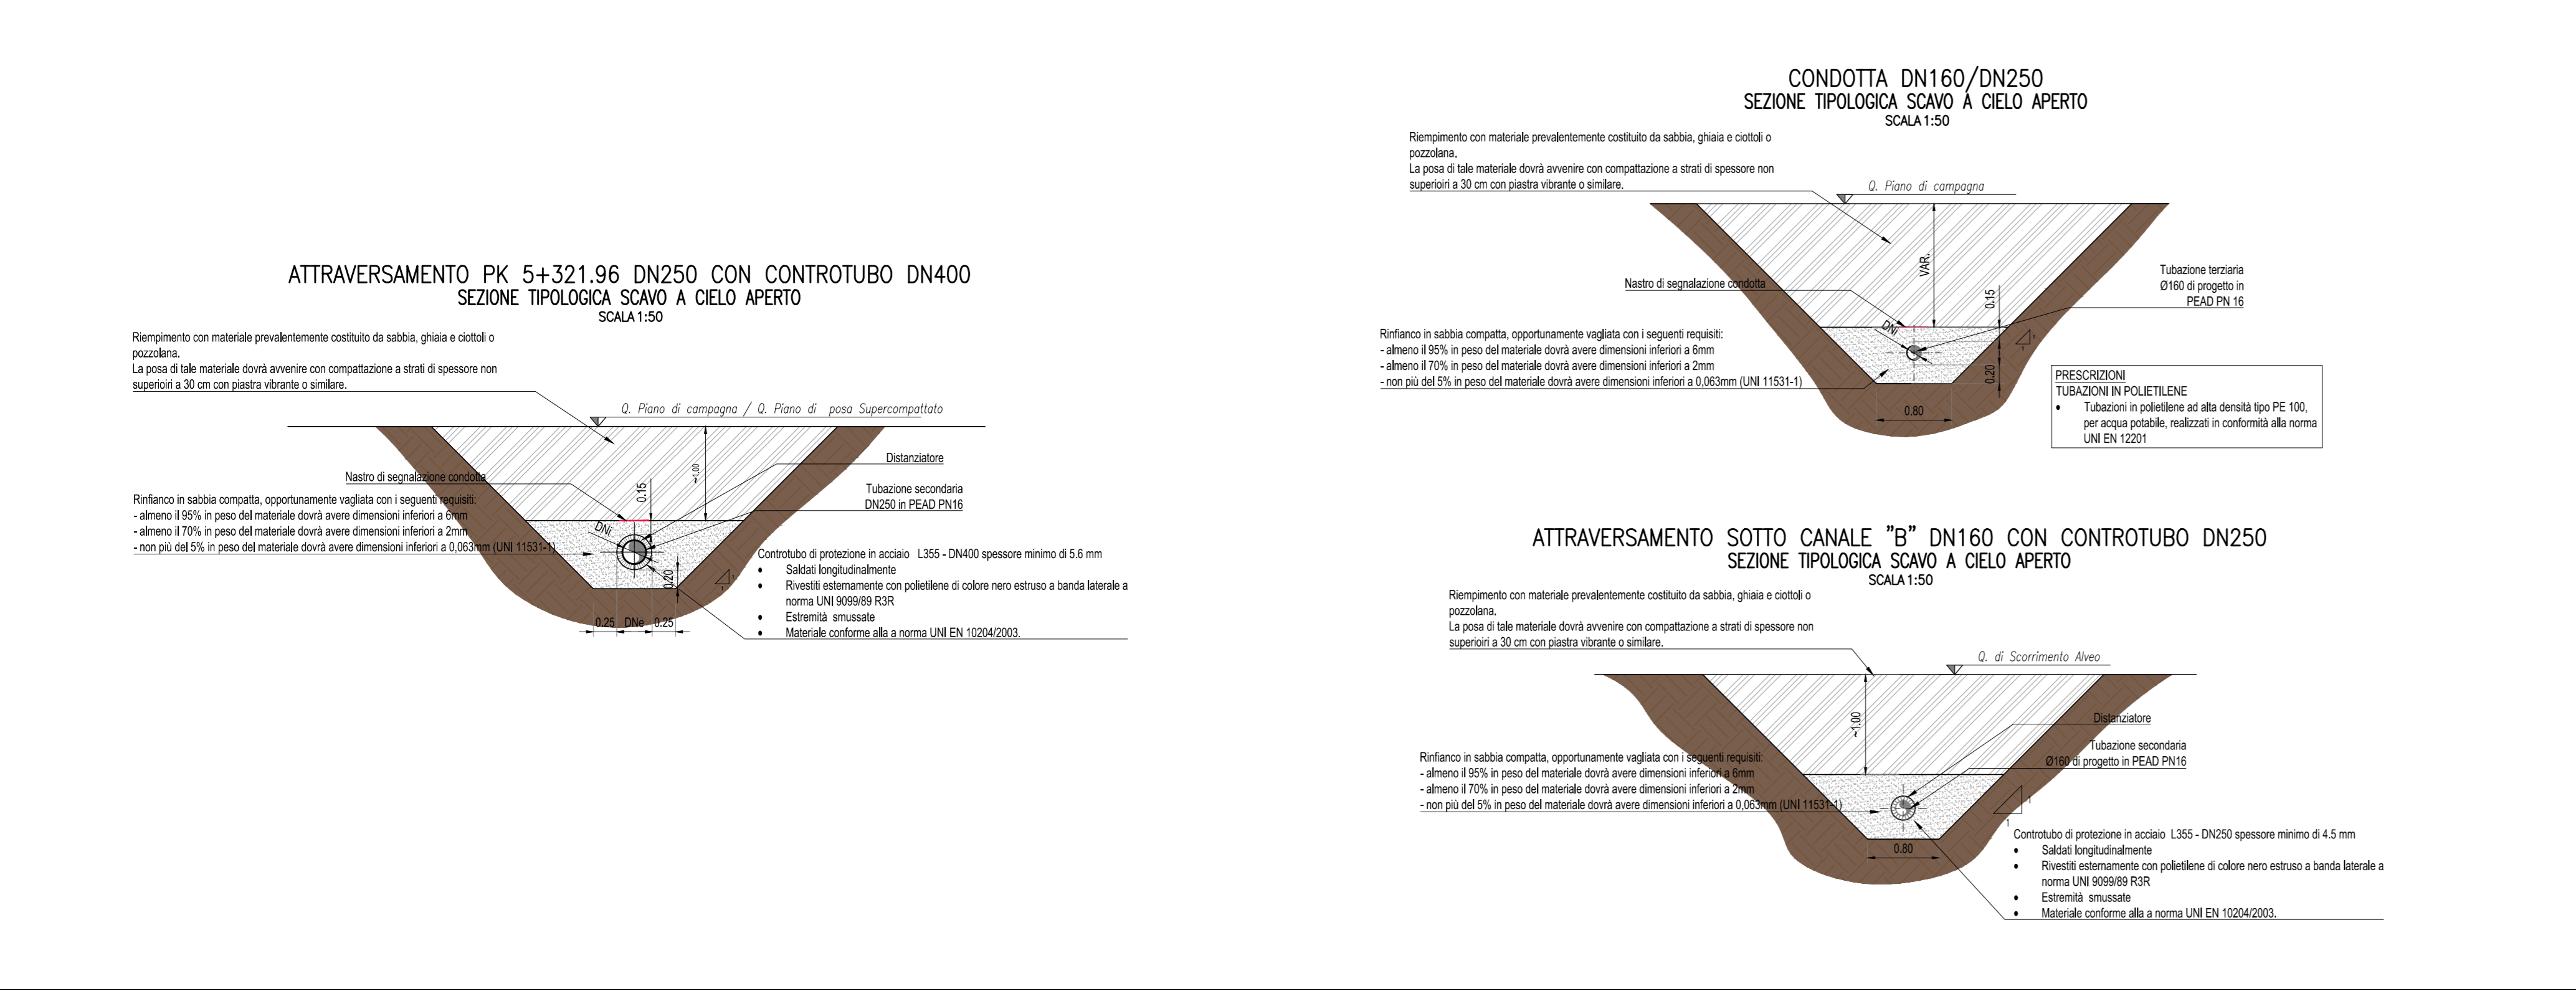 ATTRAVERSAMENTO PK 5+321.96 DN250 CON CONTROTUBO DN400
SEZIONE TIPOLOGICA SCAVO A CIELO APERTO
SCALA 1:50
Riempimento con materiale prevalentemente costituito da sabbia, ghiaia e ciottoli o
pozzolana.
La posa di tale materiale dovrà avvenire con compattazione a strati di spessore non
superioiri a 30 cm con piastra vibrante o similare.
Q. Piano di campagna / Q. Piano di posa Supercompattato
~1.00
Distanziatore
Nastro di segnalazione condotta
0.15
Tubazione secondaria
DN250 in PEAD PN16
Rinfianco in sabbia compatta, opportunamente vagliata con i seguenti requisiti:
- almeno il 95% in peso del materiale dovrà avere dimensioni inferiori a 6mm
- almeno il 70% in peso del materiale dovrà avere dimensioni inferiori a 2mm
- non più del 5% in peso del materiale dovrà avere dimensioni inferiori a 0,063mm (UNI 11531-1)
DNi
0.20
1
1
Controtubo di protezione in acciaio L355 - DN400 spessore minimo di 5.6 mm
• Saldati longitudinalmente
• Rivestiti esternamente con polietilene di colore nero estruso a banda laterale a
norma UNI 9099/89 R3R
• Estremità smussate
• Materiale conforme alla a norma UNI EN 10204/2003.
0.25 DNe 0.25
CONDOTTA DN160/DN250
SEZIONE TIPOLOGICA SCAVO A CIELO APERTO
SCALA 1:50
Riempimento con materiale prevalentemente costituito da sabbia, ghiaia e ciottoli o
pozzolana.
La posa di tale materiale dovrà avvenire con compattazione a strati di spessore non
superioiri a 30 cm con piastra vibrante o similare.
Q. Piano di campagna
VAR.
Nastro di segnalazione condotta
0.15
Tubazione terziaria
Ø160 di progetto in
PEAD PN 16
Rinfianco in sabbia compatta, opportunamente vagliata con i seguenti requisiti:
- almeno il 95% in peso del materiale dovrà avere dimensioni inferiori a 6mm
- almeno il 70% in peso del materiale dovrà avere dimensioni inferiori a 2mm
- non più del 5% in peso del materiale dovrà avere dimensioni inferiori a 0,063mm (UNI 11531-1)
DNi
1
1
0.20
0.80
PRESCRIZIONI
TUBAZIONI IN POLIETILENE
• Tubazioni in polietilene ad alta densità tipo PE 100,
per acqua potabile, realizzati in conformità alla norma
UNI EN 12201
ATTRAVERSAMENTO SOTTO CANALE "B" DN160 CON CONTROTUBO DN250
SEZIONE TIPOLOGICA SCAVO A CIELO APERTO
SCALA 1:50
Riempimento con materiale prevalentemente costituito da sabbia, ghiaia e ciottoli o
pozzolana.
La posa di tale materiale dovrà avvenire con compattazione a strati di spessore non
superioiri a 30 cm con piastra vibrante o similare.
Q. di Scorrimento Alveo
~1.00
Distanziatore
Tubazione secondaria
Ø160 di progetto in PEAD PN16
Rinfianco in sabbia compatta, opportunamente vagliata con i seguenti requisiti:
- almeno il 95% in peso del materiale dovrà avere dimensioni inferiori a 6mm
- almeno il 70% in peso del materiale dovrà avere dimensioni inferiori a 2mm
- non più del 5% in peso del materiale dovrà avere dimensioni inferiori a 0,063mm (UNI 11531-1)
1
1
0.80
Controtubo di protezione in acciaio L355 - DN250 spessore minimo di 4.5 mm
• Saldati longitudinalmente
• Rivestiti esternamente con polietilene di colore nero estruso a banda laterale a
norma UNI 9099/89 R3R
• Estremità smussate
• Materiale conforme alla a norma UNI EN 10204/2003.